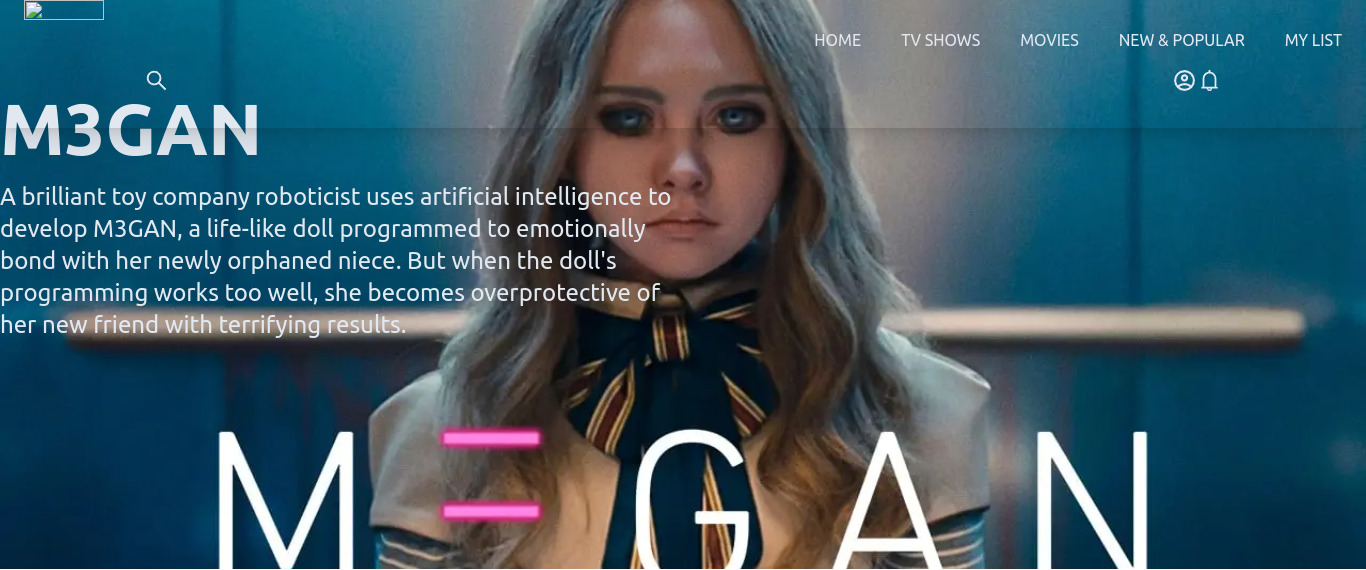 HOME TV SHOWS MOVIES NEW & POPULAR MY LIST
M3GAN
A brilliant toy company roboticist uses artificial intelligence to
develop M3GAN, a life-like doll programmed to emotionally
bond with her newly orphaned niece. But when the doll's
programming works too well, she becomes overprotective of
her new friend with terrifying results.
M Ξ G A N